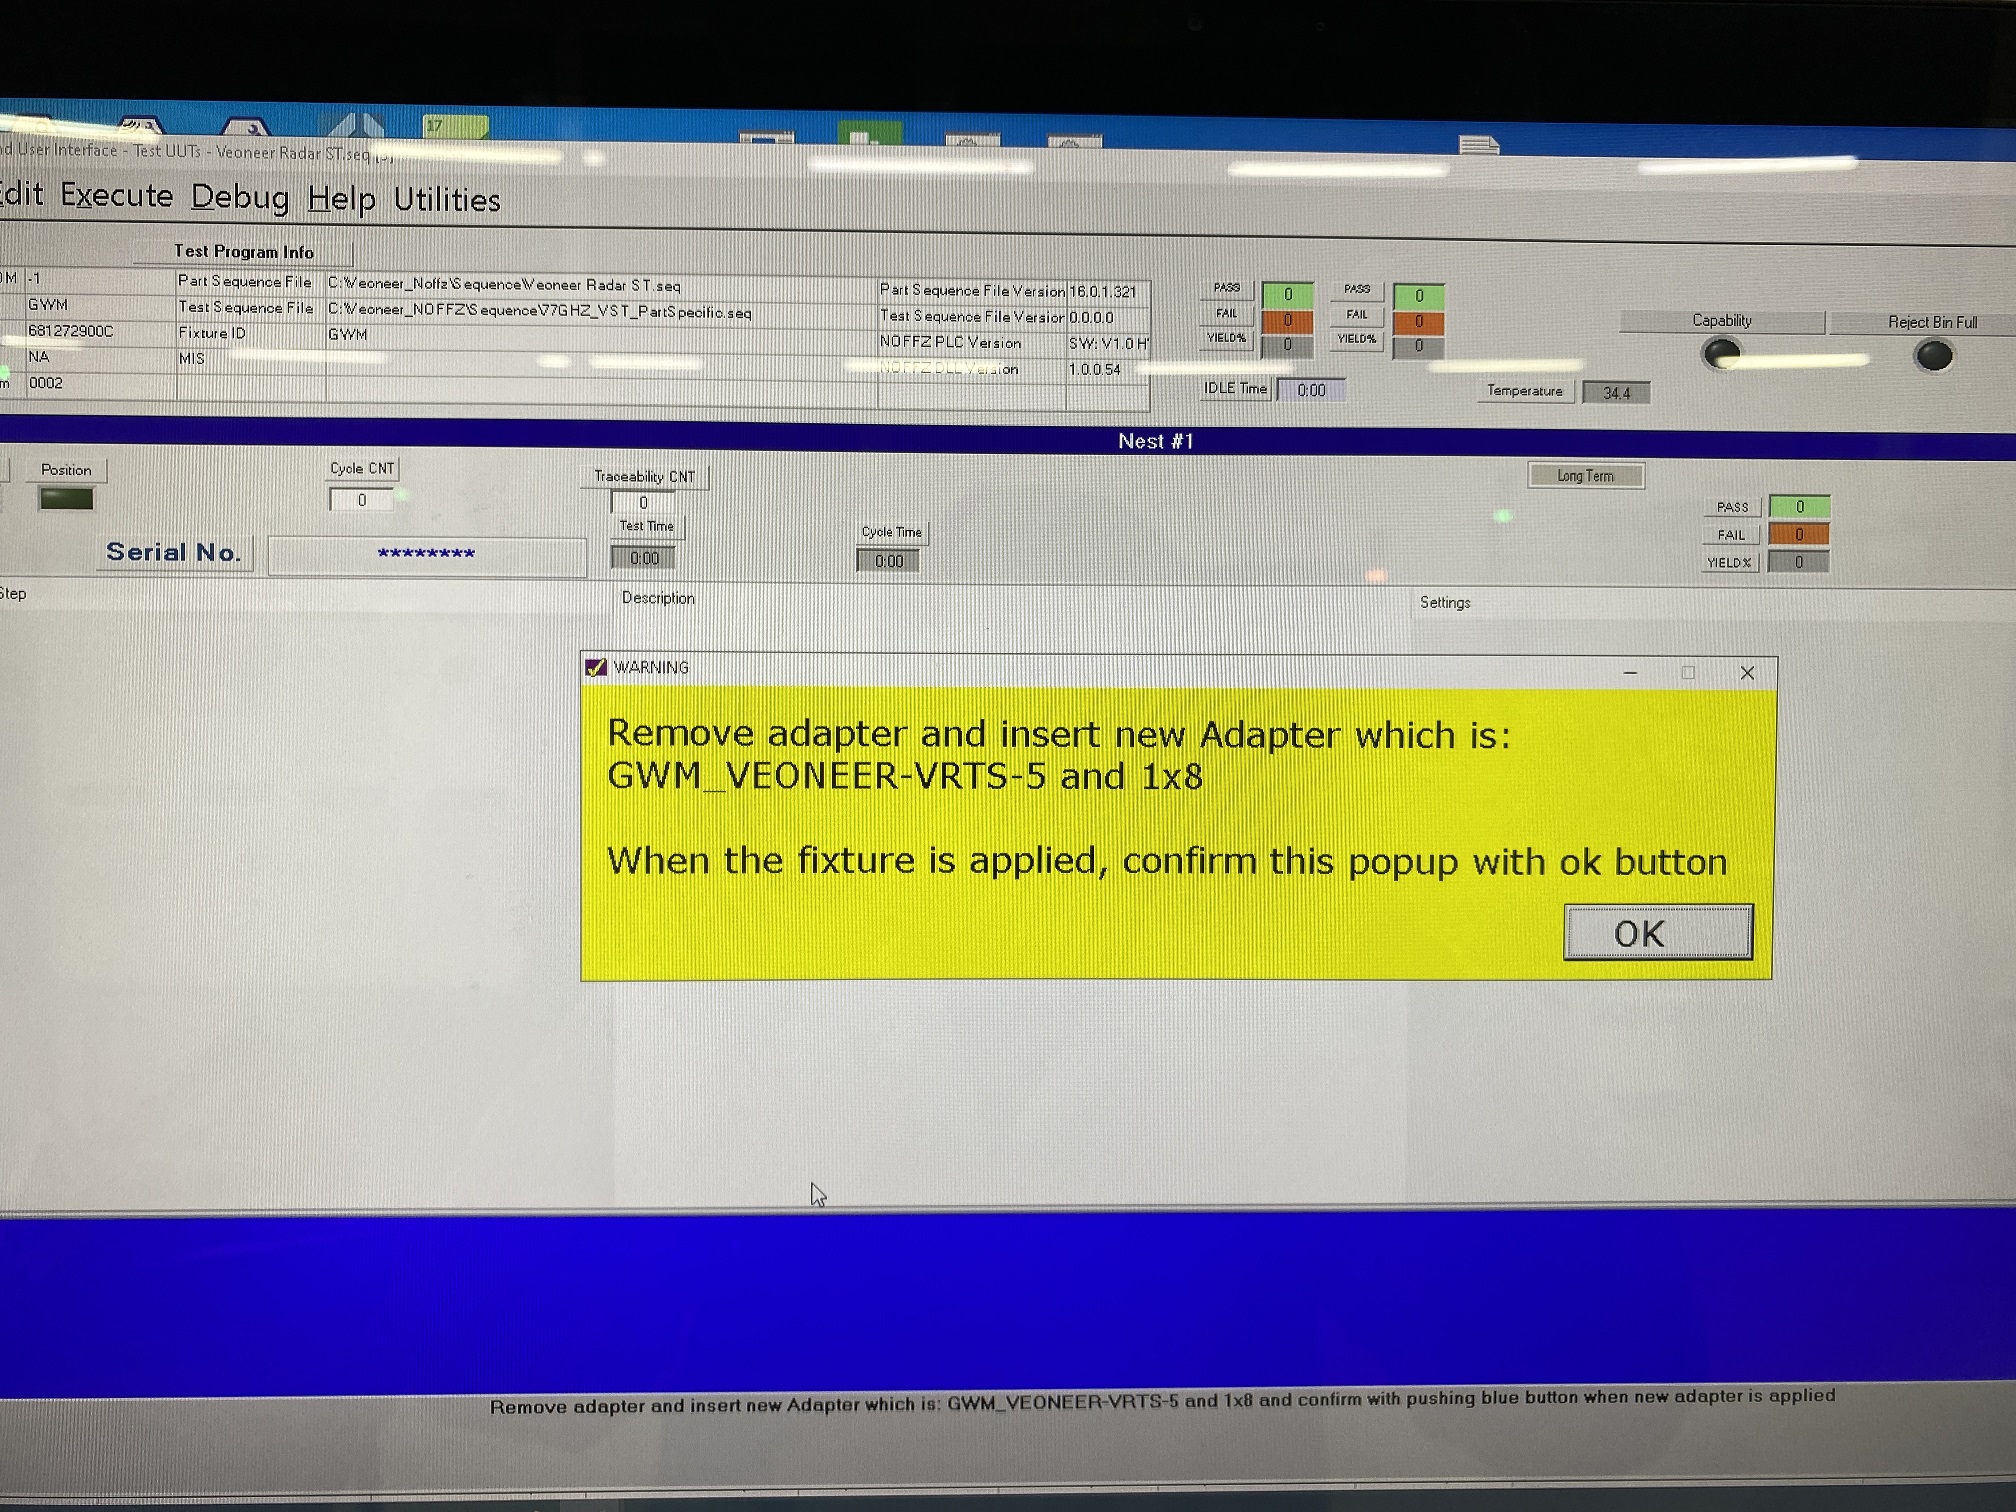 17
d User Interface - Test UUTs - Veoneer Radar ST.seq
Edit Execute Debug Help Utilities
Test Program Info
-1
Part Sequence File C:\Veoneer_Noffz\Sequence\Veoneer Radar ST.seq
Part Sequence File Version 16.0.1.321
GWM
Test Sequence File C:\Veoneer_NOFFZ\Sequence\77GHZ_VST_PartSpecific.seq
Test Sequence File Version 0.0.0.0
681272900C
Fixture ID GWM
NOFFZ PLC Version SW: V1.0 H
NA
MIS
NOFFZ DLL Version 1.0.0.54
0002
PASS 0 PASS 0
FAIL 0 FAIL 0
YIELD% 0 YIELD% 0
IDLE Time 0:00
Capability
Reject Bin Full
Temperature 34.4
Nest #1
Position
Cycle CNT
0
Traceability CNT
0
Long Term
Test Time
0:00
Cycle Time
0:00
PASS 0
FAIL 0
YIELD% 0
Serial No. ********
Step Description Settings
WARNING
Remove adapter and insert new Adapter which is:
GWM_VEONEER-VRTS-5 and 1x8
When the fixture is applied, confirm this popup with ok button
OK
Remove adapter and insert new Adapter which is: GWM_VEONEER-VRTS-5 and 1x8 and confirm with pushing blue button when new adapter is applied